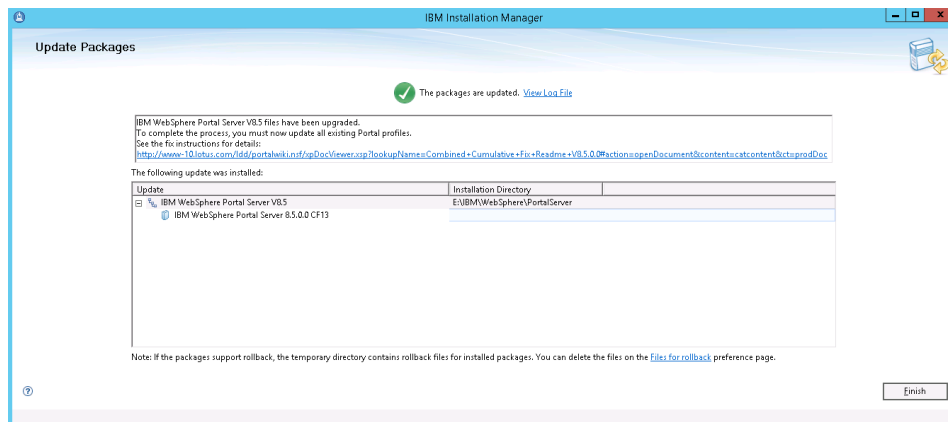 IBM Installation Manager
Update Packages
The packages are updated. View Log File
IBM WebSphere Portal Server V8.5 files have been upgraded.
To complete the process, you must now update all existing Portal profiles.
See the fix instructions for details:
http://www-10.lotus.com/ldd/portalwiki.nsf/xpDocViewer.xsp?lookupName=Combined+Cumulative+Fix+Readme+V8.5.0.0#action=openDocument&content=catcontent&ct=prodDoc
The following update was installed:
Update Installation Directory
IBM WebSphere Portal Server V8.5 E:\IBM\WebSphere\PortalServer
IBM WebSphere Portal Server 8.5.0.0 CF13
Note: If the packages support rollback, the temporary directory contains rollback files for installed packages. You can delete the files on the Files for rollback preference page.
?
Finish